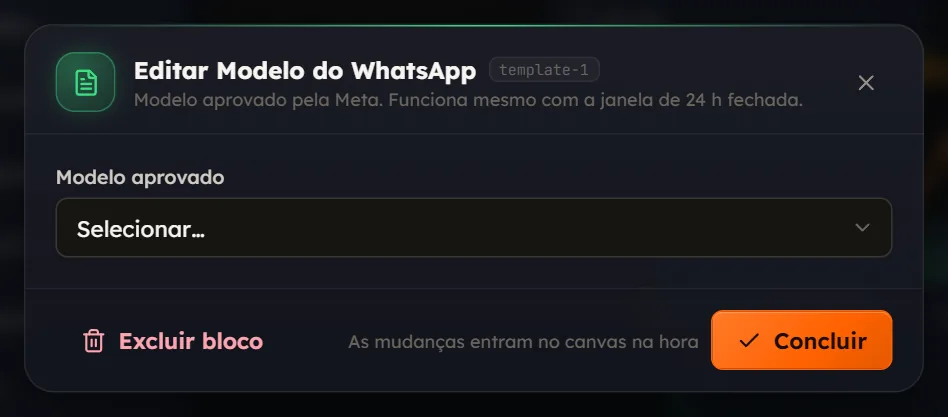 Editar Modelo do WhatsApp template-1
Modelo aprovado pela Meta. Funciona mesmo com a janela de 24 h fechada.
Modelo aprovado
Selecionar...
Excluir bloco
As mudanças entram no canvas na hora
Concluir